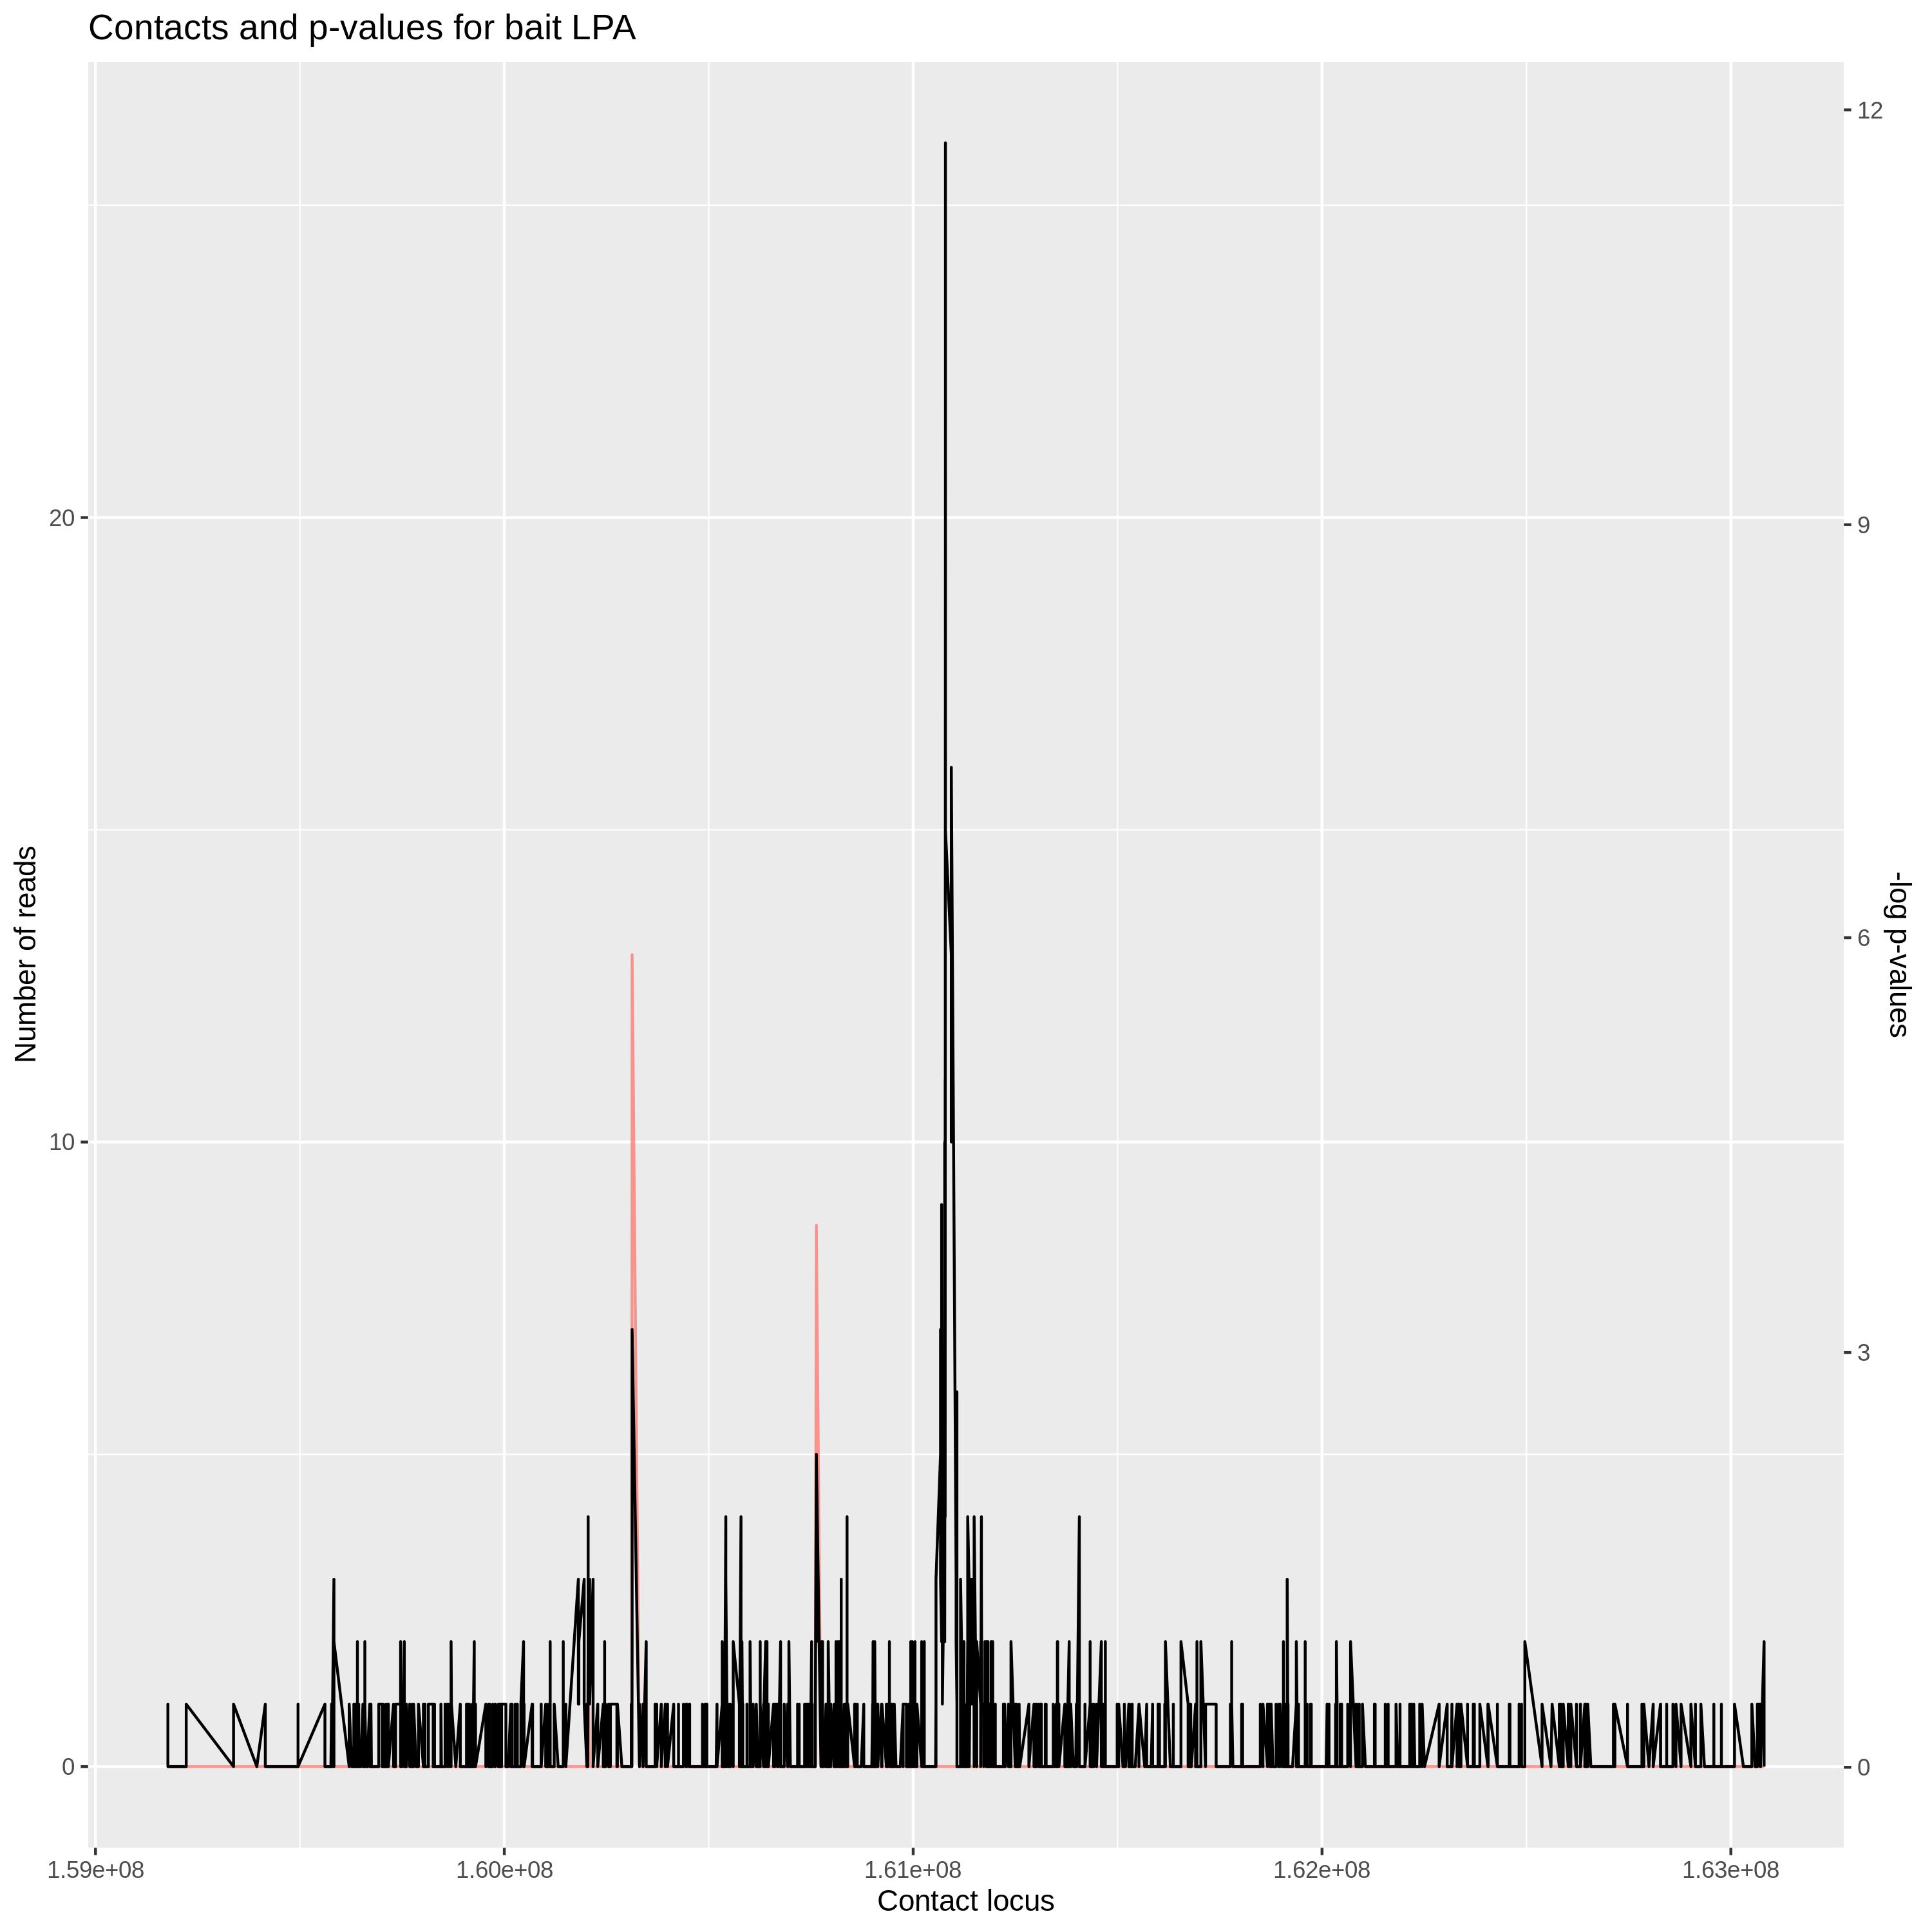 Contacts and p-values for bait LPA
Number of reads
20
10
0
12
9
6
3
0
-log p-values
1.59e+08
1.60e+08
1.61e+08
1.62e+08
1.63e+08
Contact locus